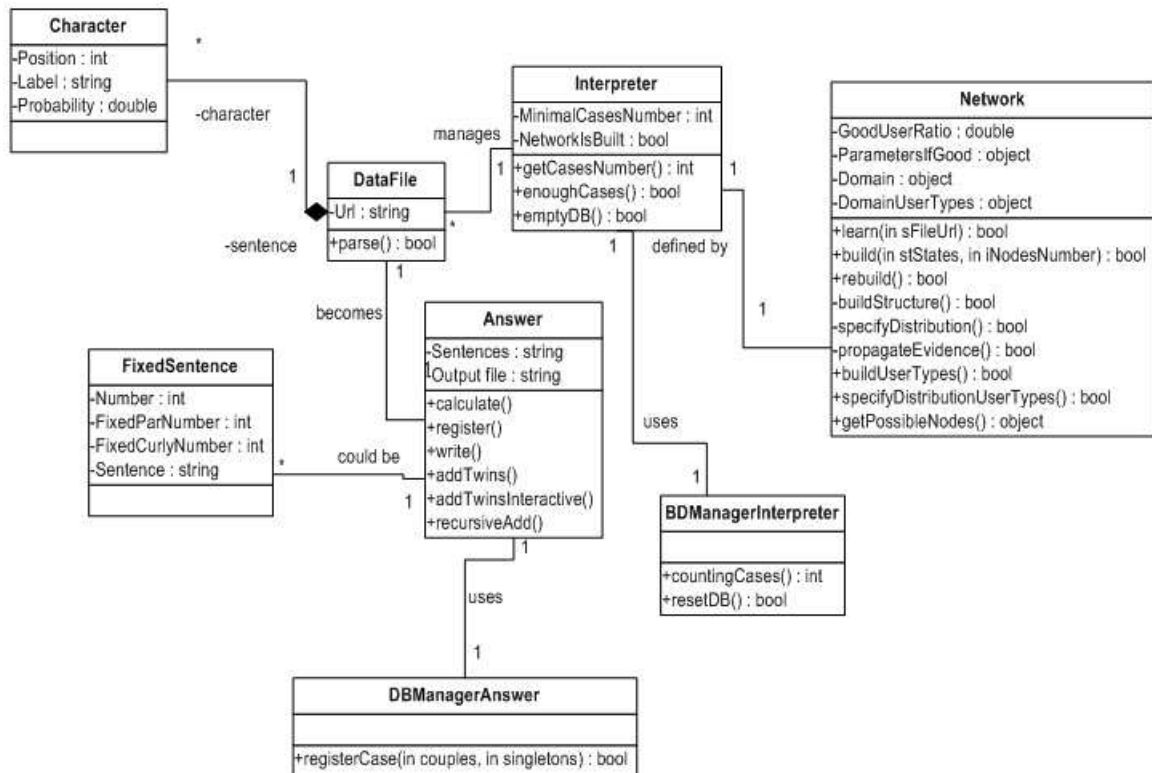 Character
-Position : int
-Label : string
-Probability : double
*
-character
1
-sentence
DataFile
-Url : string
+parse() : bool
*
1
manages
1
Interpreter
-MinimalCasesNumber : int
-NetworkIsBuilt : bool
+getCasesNumber() : int
+enoughCases() : bool
+emptyDB() : bool
1
1
defined by
1
Network
-GoodUserRatio : double
-ParametersIfGood : object
-Domain : object
-DomainUserTypes : object
+learn(in sFileUrl) : bool
+build(in stStates, in iNodesNumber) : bool
+rebuild() : bool
-buildStructure() : bool
-specifyDistribution() : bool
-propagateEvidence() : bool
+buildUserTypes() : bool
+specifyDistributionUserTypes() : bool
+getPossibleNodes() : object
becomes
1
Answer
-Sentences : string
-Output file : string
+calculate()
+register()
+write()
+addTwins()
+addTwinsInteractive()
+recursiveAdd()
FixedSentence
-Number : int
-FixedParNumber : int
-FixedCurlyNumber : int
-Sentence : string
*
could be
1
1
uses
1
uses
1
BDManagerInterpreter
+countingCases() : int
+resetDB() : bool
DBManagerAnswer
+registerCase(in couples, in singletons) : bool